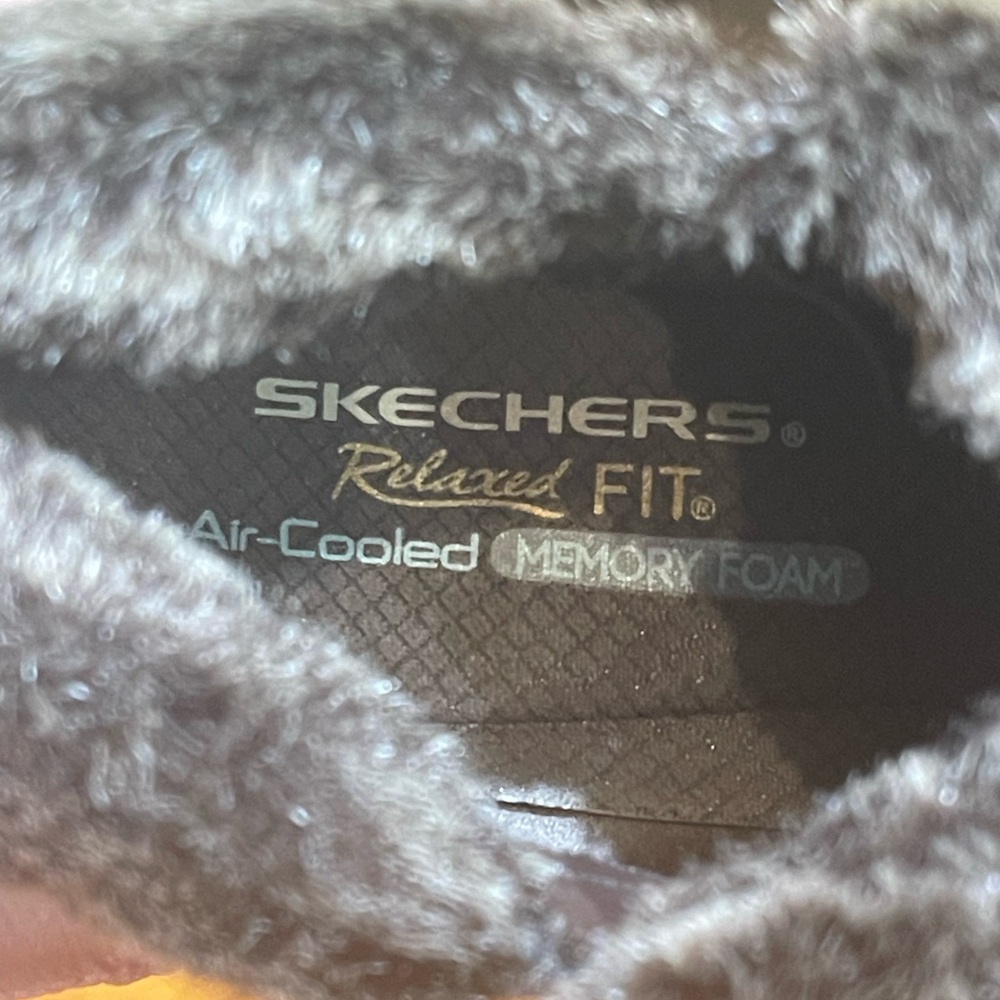 SKECHERS®
Relaxed FIT®
Air-Cooled MEMORY FOAM